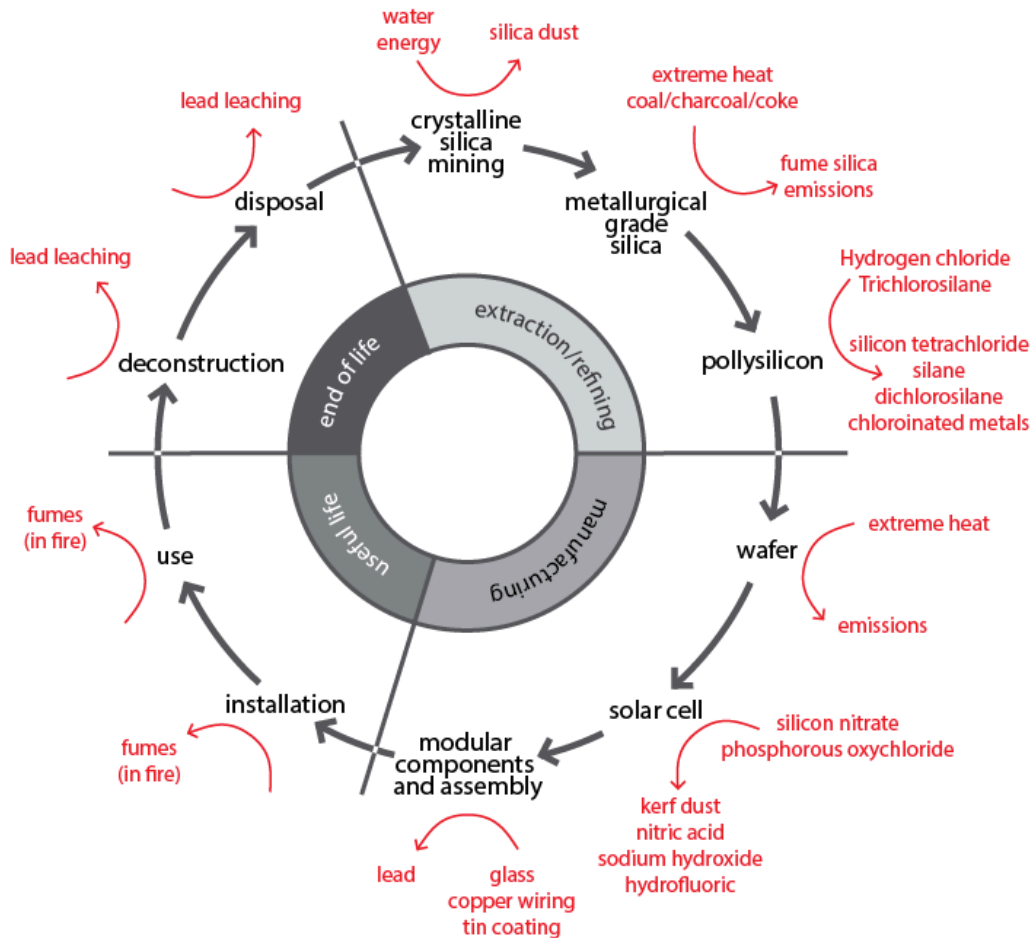 water
energy
silica dust
extreme heat
coal/charcoal/coke
lead leaching
crystalline
silica
mining
fume silica
emissions
disposal
metallurgical
grade
silica
lead leaching
Hydrogen chloride
Trichlorosilane
extraction/refining
end of life
deconstruction
pollysilicon
silicon tetrachloride
silane
dichlorosilane
chloroinated metals
useful life
manufacturing
fumes
(in fire)
use
wafer
extreme heat
emissions
installation
solar cell
silicon nitrate
phosphorous oxychloride
fumes
(in fire)
modular
components
and assembly
kerf dust
nitric acid
sodium hydroxide
hydrofluoric
lead
glass
copper wiring
tin coating